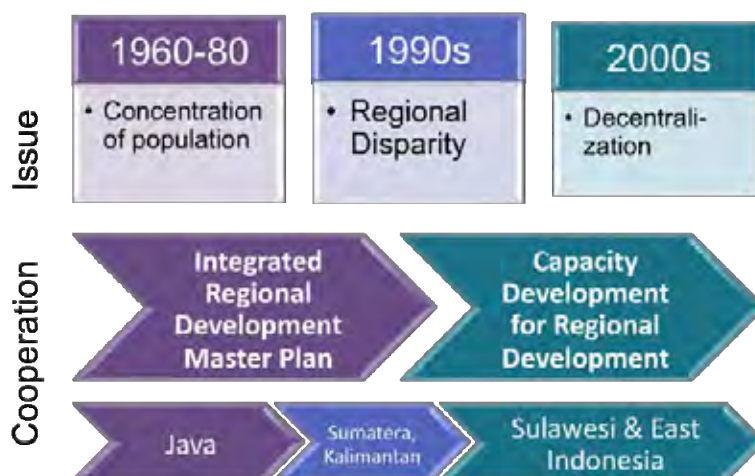 Issue
1960-80
• Concentration
of population
1990s
• Regional
Disparity
2000s
• Decentrali-
zation
Cooperation
Integrated
Regional
Development
Master Plan
Capacity
Development
for Regional
Development
Java
Sumatera,
Kalimantan
Sulawesi & East
Indonesia